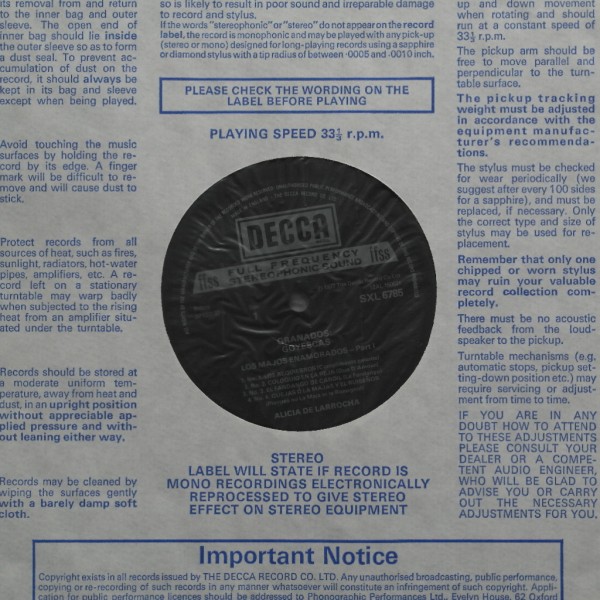 its removal from and return
to the inner bag and outer
sleeve. The open end of
inner bag should lie inside
the outer sleeve so as to form
a dust seal. To prevent ac-
cumulation of dust on the
record, it should always be
kept in its bag and sleeve
except when being played.
Avoid touching the music
surfaces by holding the re-
cord by its edge. A finger
mark will be difficult to re-
move and will cause dust to
stick.
Protect records from all
sources of heat, such as fires,
sunlight, radiators, hot-water
pipes, amplifiers, etc. A re-
cord left on a stationary
turntable may warp badly
when subjected to the rising
heat from an amplifier situ-
ated under the turntable.
Records should be stored at
a moderate uniform tem-
perature, away from heat and
dust, in an upright position
without appreciable ap-
plied pressure and with-
out leaning either way.
Records may be cleaned by
wiping the surfaces gently
with a barely damp soft
cloth.
so is likely to result in poor sound and irreparable damage
to record and stylus.
If the words "stereophonic" or "stereo" do not appear on the record
label, the record is monophonic and may be played with any pick-up
(stereo or mono) designed for long-playing records using a sapphire
or diamond stylus with a tip radius of between ·0005 and ·0010 inch.
PLEASE CHECK THE WORDING ON THE
LABEL BEFORE PLAYING
PLAYING SPEED 33⅓ r.p.m.
DECCA
ffss FULL FREQUENCY ffss
STEREOPHONIC SOUND
SXL 6785
GRANADOS
GOYESCAS
LOS MAJOS ENAMORADOS – Part I
ALICIA DE LARROCHA
STEREO
LABEL WILL STATE IF RECORD IS
MONO RECORDINGS ELECTRONICALLY
REPROCESSED TO GIVE STEREO
EFFECT ON STEREO EQUIPMENT
up and down movement
when rotating and should
run at a constant speed of
33⅓ r.p.m.
The pickup arm should be
free to move parallel and
perpendicular to the turn-
table surface.
The pickup tracking
weight must be adjusted
in accordance with the
equipment manufac-
turer's recommenda-
tions.
The stylus must be checked
for wear periodically (we
suggest after every 100 sides
for a sapphire), and must be
replaced, if necessary. Only
the correct type and size of
stylus may be used for re-
placement.
Remember that only one
chipped or worn stylus
may ruin your valuable
record collection com-
pletely.
There must be no acoustic
feedback from the loud-
speaker to the pickup.
Turntable mechanisms (e.g.
automatic stops, pickup set-
ting-down position etc.) may
require servicing or adjust-
ment from time to time.
IF YOU ARE IN ANY
DOUBT HOW TO ATTEND
TO THESE ADJUSTMENTS
PLEASE CONSULT YOUR
DEALER OR A COMPE-
TENT AUDIO ENGINEER,
WHO WILL BE GLAD TO
ADVISE YOU OR CARRY
OUT THE NECESSARY
ADJUSTMENTS FOR YOU.
Important Notice
Copyright exists in all records issued by THE DECCA RECORD CO. LTD. Any unauthorised broadcasting, public performance,
copying or re-recording of such records in any manner whatsoever will constitute an infringement of such copyright. Appli-
cation for public performance licences should be addressed to Phonographic Performances Ltd., Evelyn House, 62 Oxford